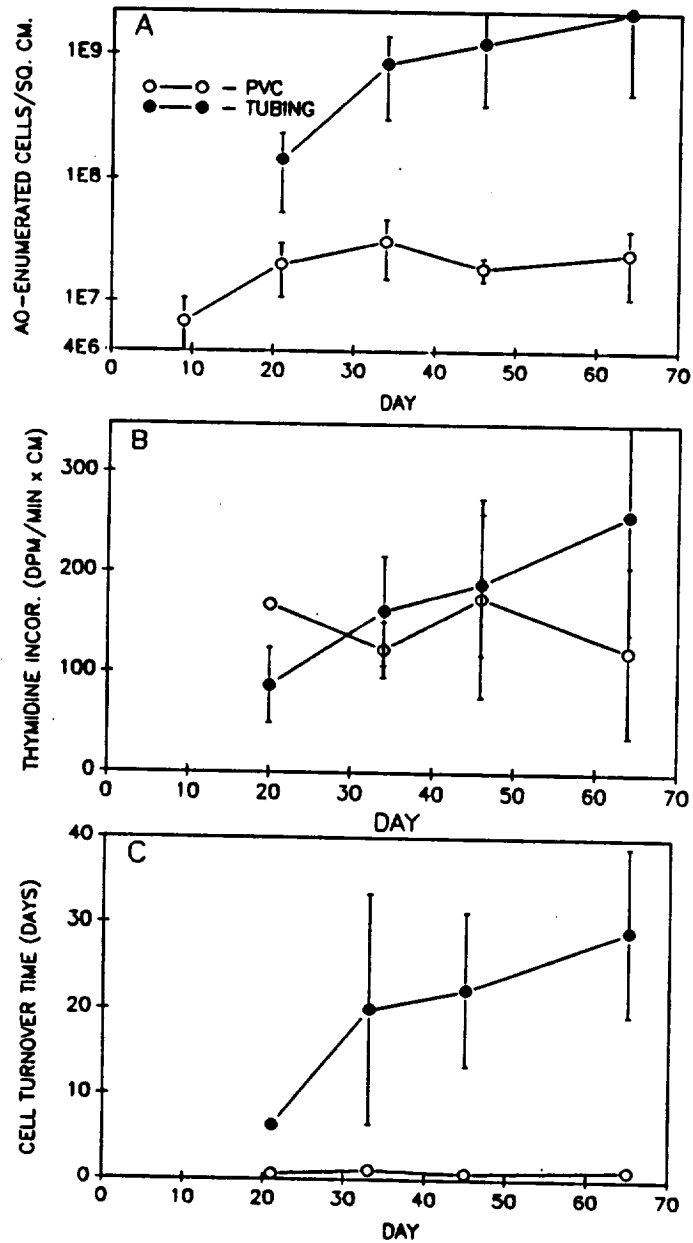 A
AO-ENUMERATED CELLS/SQ. CM.
1E9
1E8
1E7
4E6
○—○ - PVC
●—● - TUBING
0 10 20 30 40 50 60 70
DAY
B
THYMIDINE INCOR. (DPM/MIN x CM)
300
200
100
0
0 10 20 30 40 50 60 70
DAY
C
CELL TURNOVER TIME (DAYS)
40
30
20
10
0
0 10 20 30 40 50 60 70
DAY